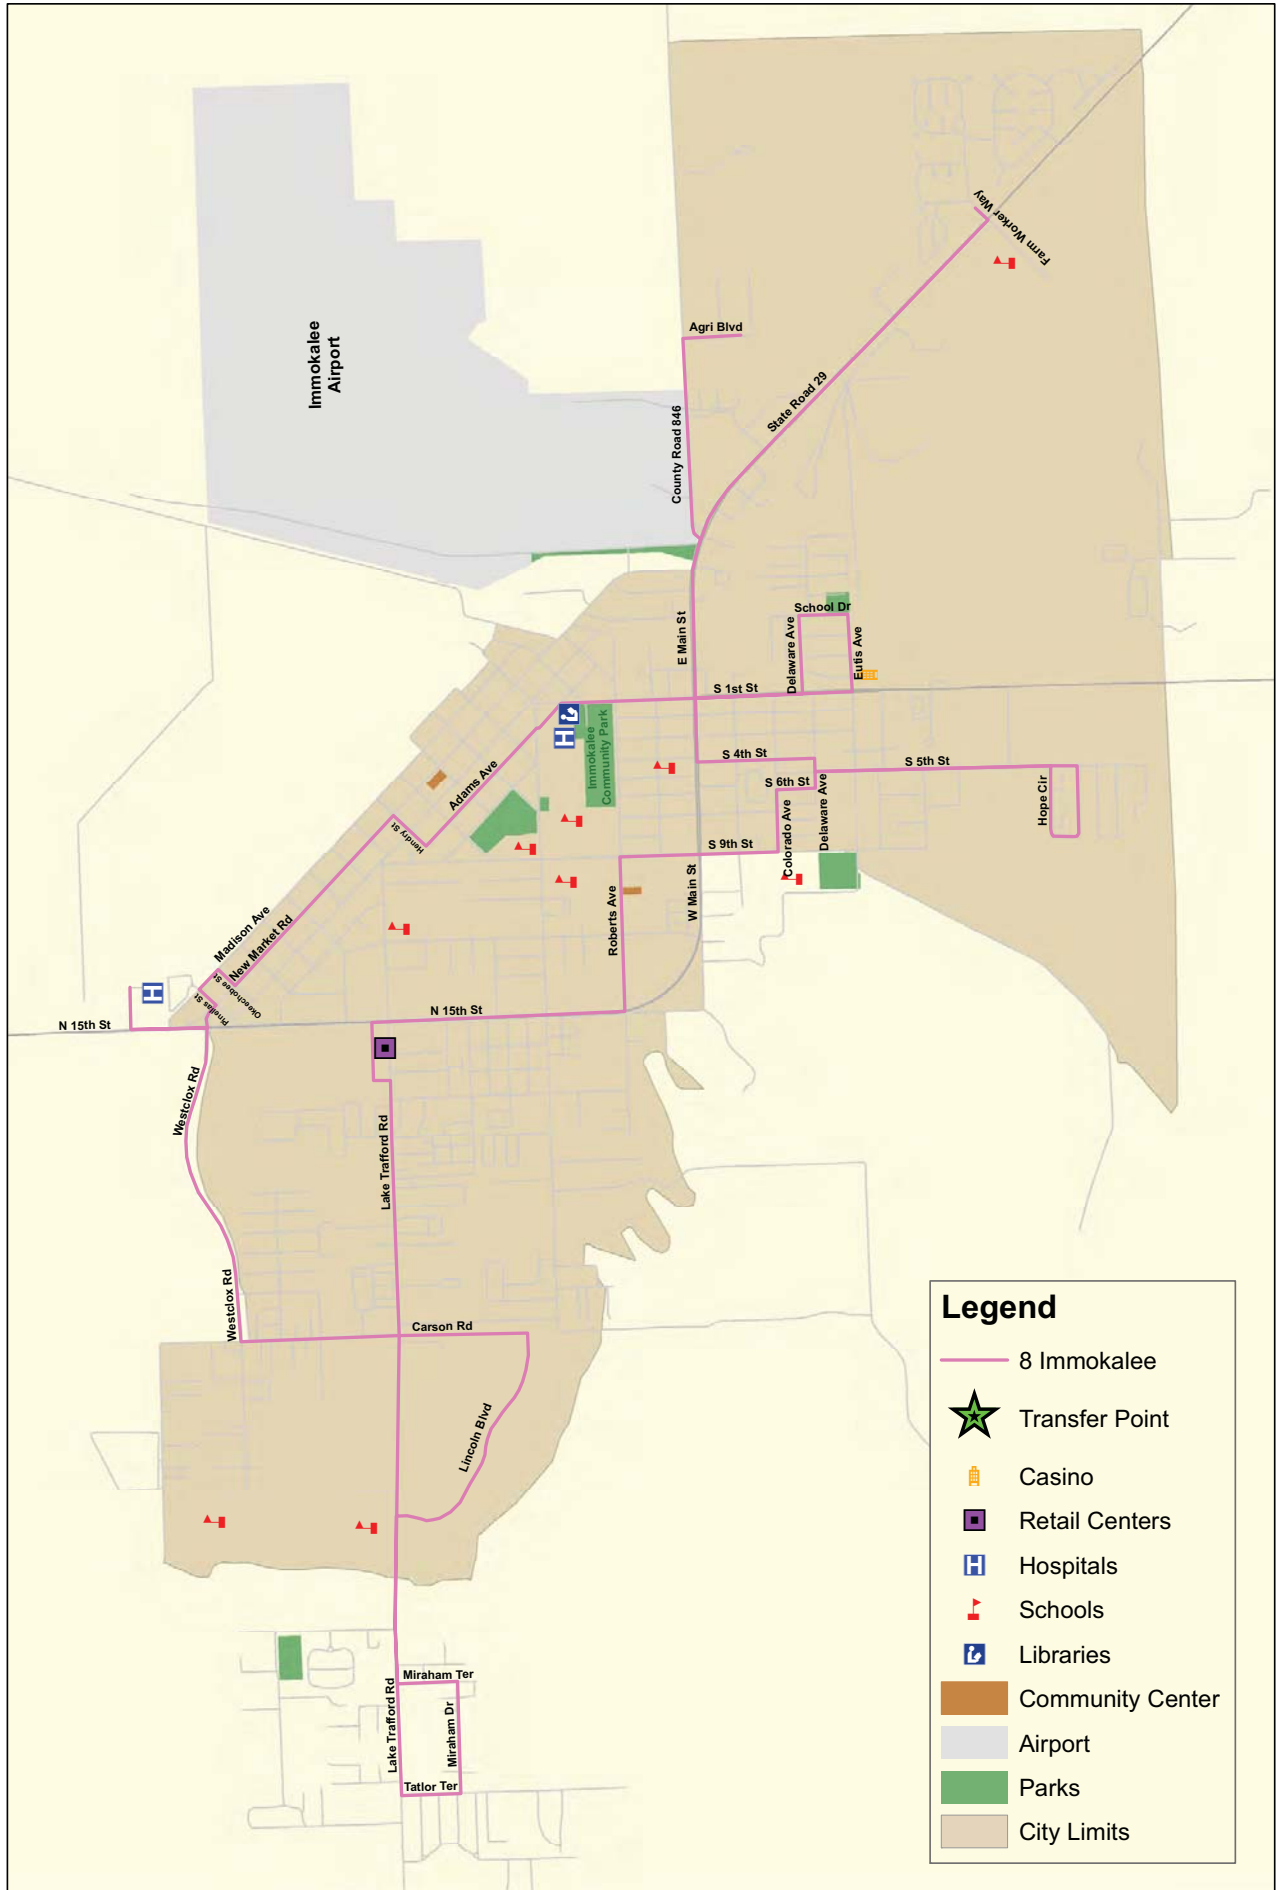 Farm Worker Way
Agri Blvd
Immokalee
Airport
State Road 29
County Road 846
School Dr
Delaware Ave
E Main St
Eutis Ave
S 1st St
Immokalee
Community Park
S 4th St
S 5th St
S 6th St
Adams Ave
Hope Cir
Colorado Ave
Delaware Ave
Hendry St
S 9th St
W Main St
Roberts Ave
Madison Ave
New Market Rd
Okeechobee St
Pinellas St
N 15th St
N 15th St
Westclox Rd
Lake Trafford Rd
Westclox Rd
Carson Rd
Lincoln Blvd
Miraham Ter
Lake Trafford Rd
Miraham Dr
Tatlor Ter
Legend
8 Immokalee
Transfer Point
Casino
Retail Centers
Hospitals
Schools
Libraries
Community Center
Airport
Parks
City Limits